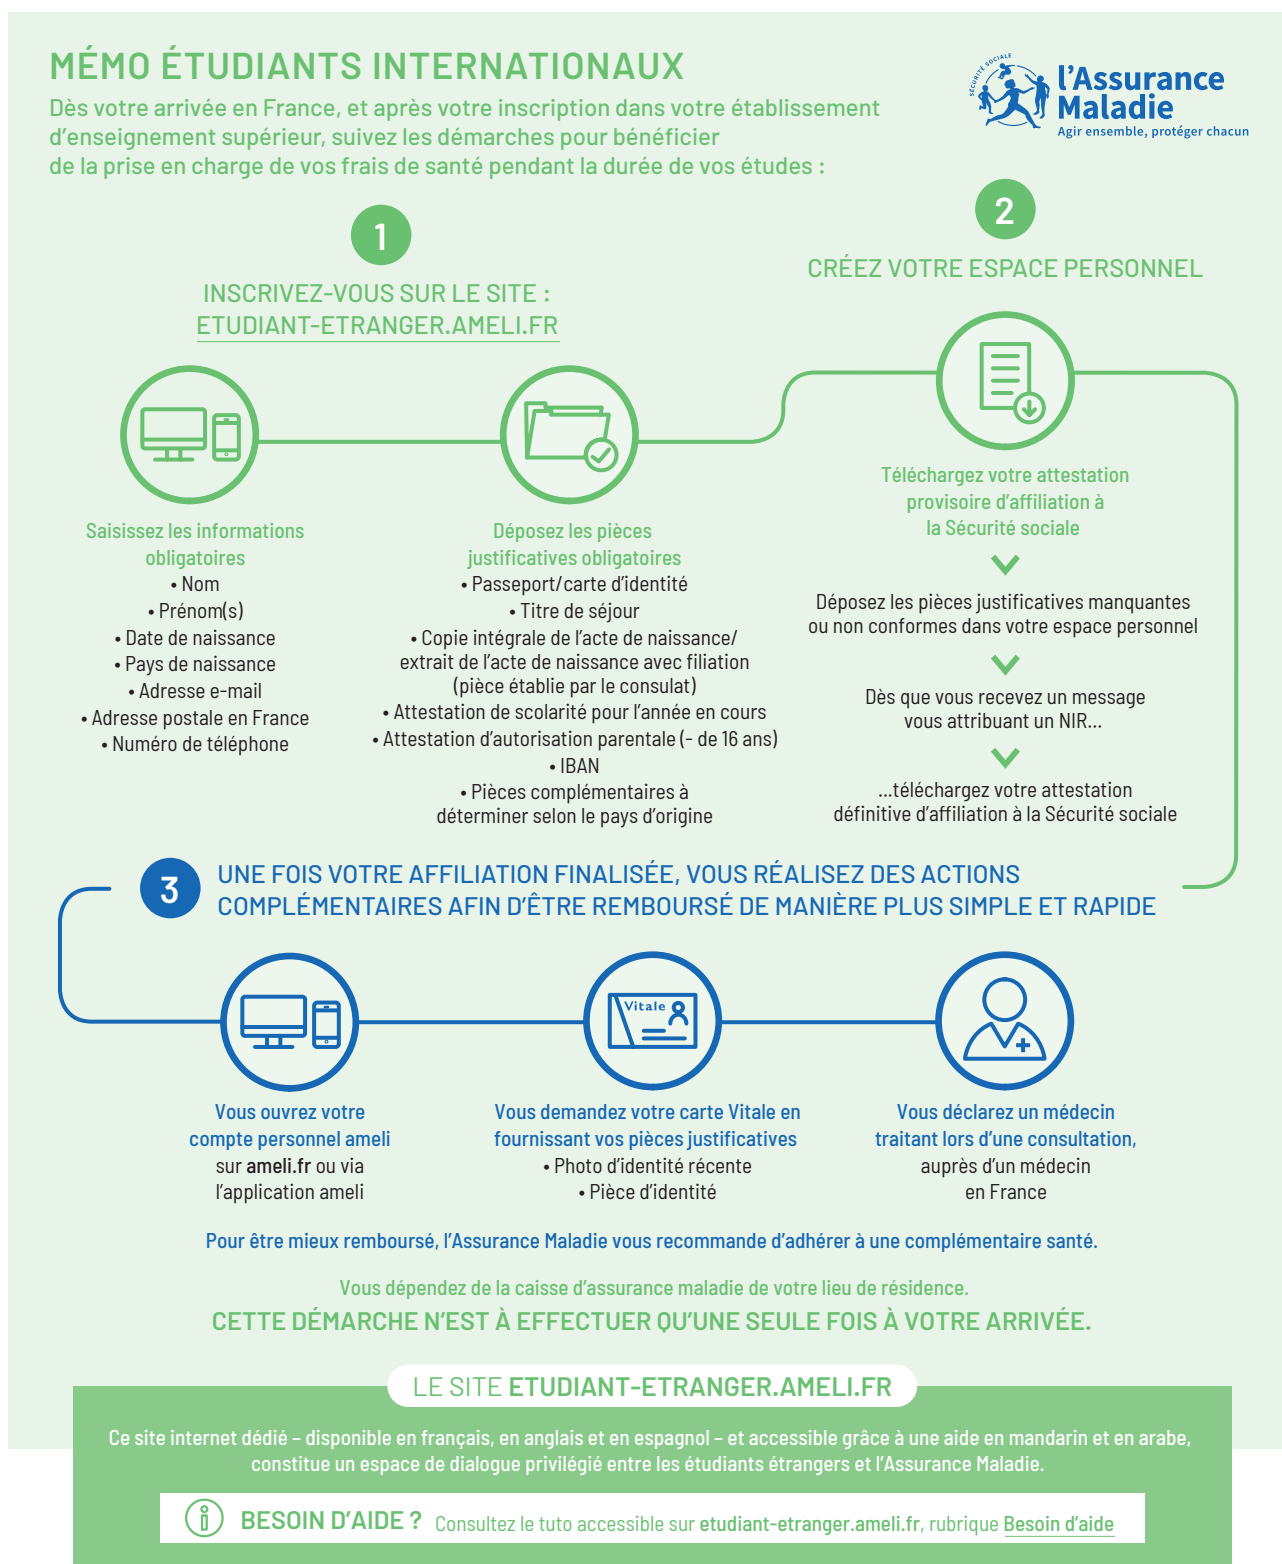 MÉMO ÉTUDIANTS INTERNATIONAUX
Dès votre arrivée en France, et après votre inscription dans votre établissement
d’enseignement supérieur, suivez les démarches pour bénéficier
de la prise en charge de vos frais de santé pendant la durée de vos études :
SÉCURITÉ SOCIALE
l’Assurance
Maladie
Agir ensemble, protéger chacun
1
INSCRIVEZ-VOUS SUR LE SITE :
ETUDIANT-ETRANGER.AMELI.FR
Saisissez les informations
obligatoires
• Nom
• Prénom(s)
• Date de naissance
• Pays de naissance
• Adresse e-mail
• Adresse postale en France
• Numéro de téléphone
Déposez les pièces
justificatives obligatoires
• Passeport/carte d’identité
• Titre de séjour
• Copie intégrale de l’acte de naissance/
extrait de l’acte de naissance avec filiation
(pièce établie par le consulat)
• Attestation de scolarité pour l’année en cours
• Attestation d’autorisation parentale (- de 16 ans)
• IBAN
• Pièces complémentaires à
déterminer selon le pays d’origine
2
CRÉEZ VOTRE ESPACE PERSONNEL
Téléchargez votre attestation
provisoire d’affiliation à
la Sécurité sociale
Déposez les pièces justificatives manquantes
ou non conformes dans votre espace personnel
Dès que vous recevez un message
vous attribuant un NIR...
...téléchargez votre attestation
définitive d’affiliation à la Sécurité sociale
3
UNE FOIS VOTRE AFFILIATION FINALISÉE, VOUS RÉALISEZ DES ACTIONS
COMPLÉMENTAIRES AFIN D’ÊTRE REMBOURSÉ DE MANIÈRE PLUS SIMPLE ET RAPIDE
Vous ouvrez votre
compte personnel ameli
sur ameli.fr ou via
l’application ameli
Vitale
Vous demandez votre carte Vitale en
fournissant vos pièces justificatives
• Photo d’identité récente
• Pièce d’identité
Vous déclarez un médecin
traitant lors d’une consultation,
auprès d’un médecin
en France
Pour être mieux remboursé, l’Assurance Maladie vous recommande d’adhérer à une complémentaire santé.
Vous dépendez de la caisse d’assurance maladie de votre lieu de résidence.
CETTE DÉMARCHE N’EST À EFFECTUER QU’UNE SEULE FOIS À VOTRE ARRIVÉE.
LE SITE ETUDIANT-ETRANGER.AMELI.FR
Ce site internet dédié – disponible en français, en anglais et en espagnol – et accessible grâce à une aide en mandarin et en arabe,
constitue un espace de dialogue privilégié entre les étudiants étrangers et l’Assurance Maladie.
BESOIN D’AIDE ? Consultez le tuto accessible sur etudiant-etranger.ameli.fr, rubrique Besoin d’aide